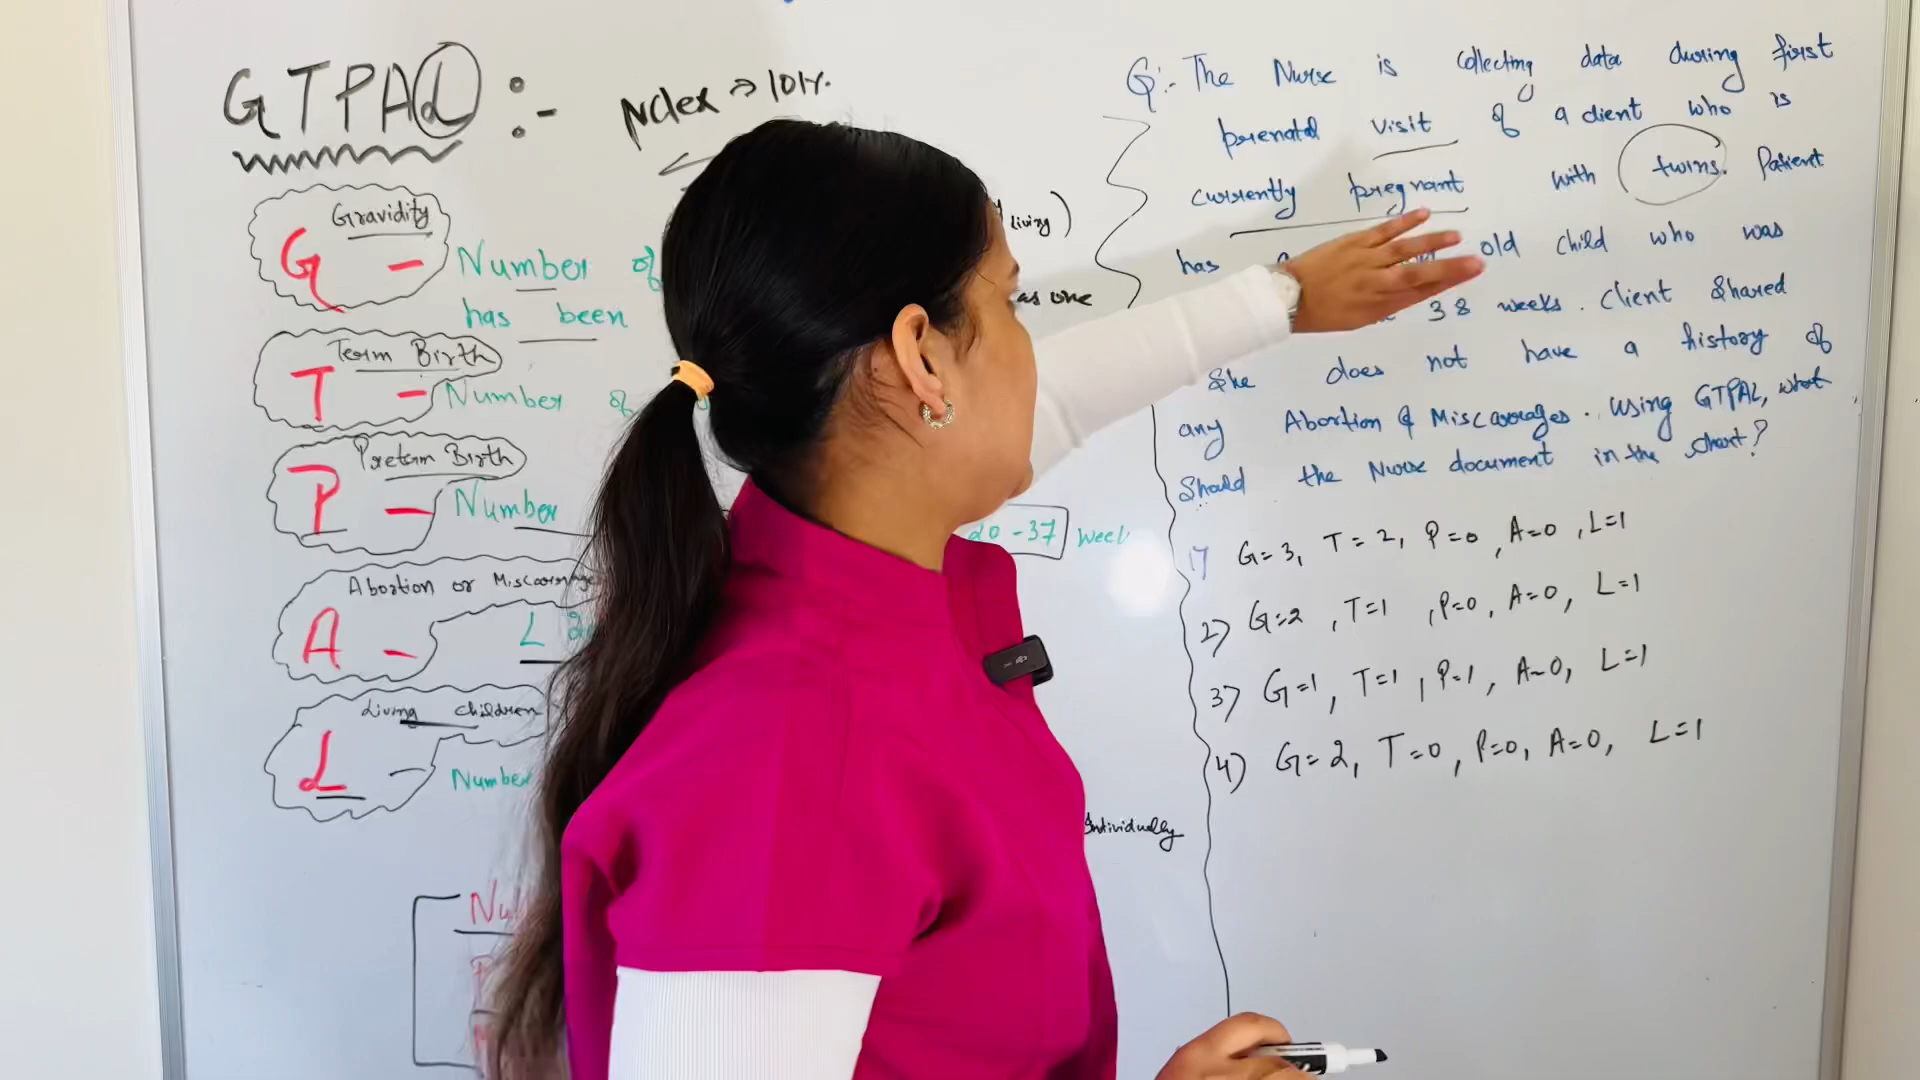 GTPAL :-
Nclex → 101%.
G Gravidity - Number of
has been
living)
as one
T Term Birth - Number of
P Preterm Birth - Number
20-37 Week
A Abortion or Miscarriage - L 20
L Living children - Number
Individually
Q:- The Nurse is collecting data during first
prenatal visit of a client who is
currently pregnant with twins. Patient
has a old child who was
38 weeks. Client shared
She does not have a history of
any Abortion & Miscarrages. Using GTPAL, what
Should the Nurse document in the chart?
1) G=3, T=2, P=0, A=0, L=1
2) G=2, T=1, P=0, A=0, L=1
3) G=1, T=1, P=1, A=0, L=1
4) G=2, T=0, P=0, A=0, L=1